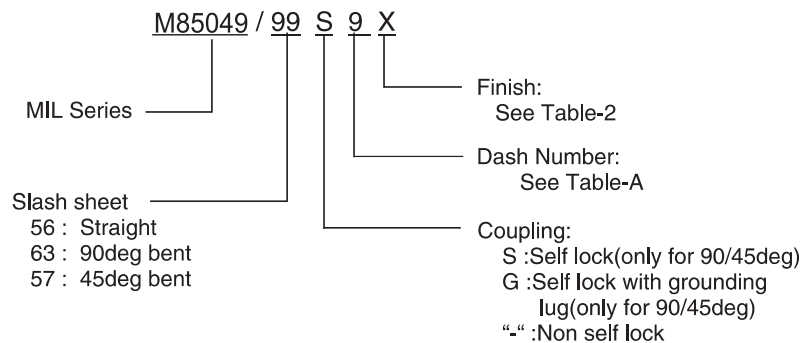 M85049 / 99 S 9 X
MIL Series
Slash sheet
56 : Straight
63 : 90deg bent
57 : 45deg bent
Finish:
See Table-2
Dash Number:
See Table-A
Coupling:
S :Self lock(only for 90/45deg)
G :Self lock with grounding
lug(only for 90/45deg)
“-“ :Non self lock